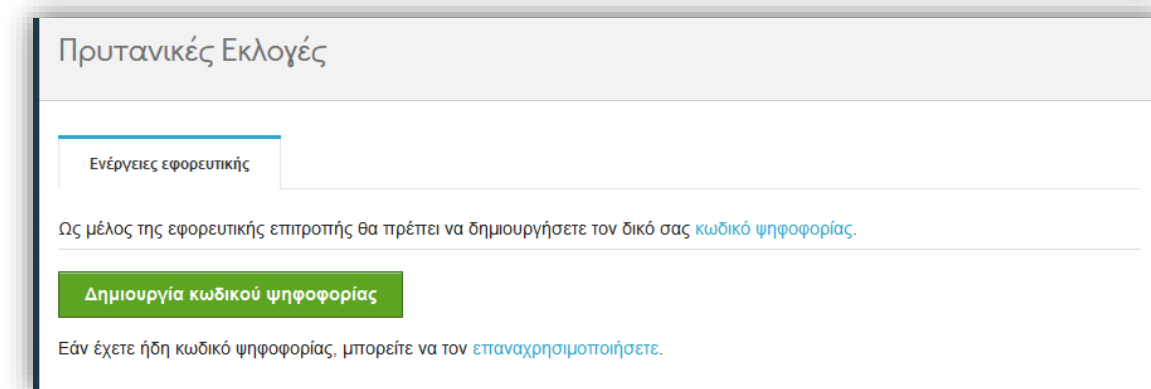 Πρυτανικές Εκλογές
Ενέργειες εφορευτικής
Ως μέλος της εφορευτικής επιτροπής θα πρέπει να δημιουργήσετε τον δικό σας κωδικό ψηφοφορίας.
Δημιουργία κωδικού ψηφοφορίας
Εάν έχετε ήδη κωδικό ψηφοφορίας, μπορείτε να τον επαναχρησιμοποιήσετε.